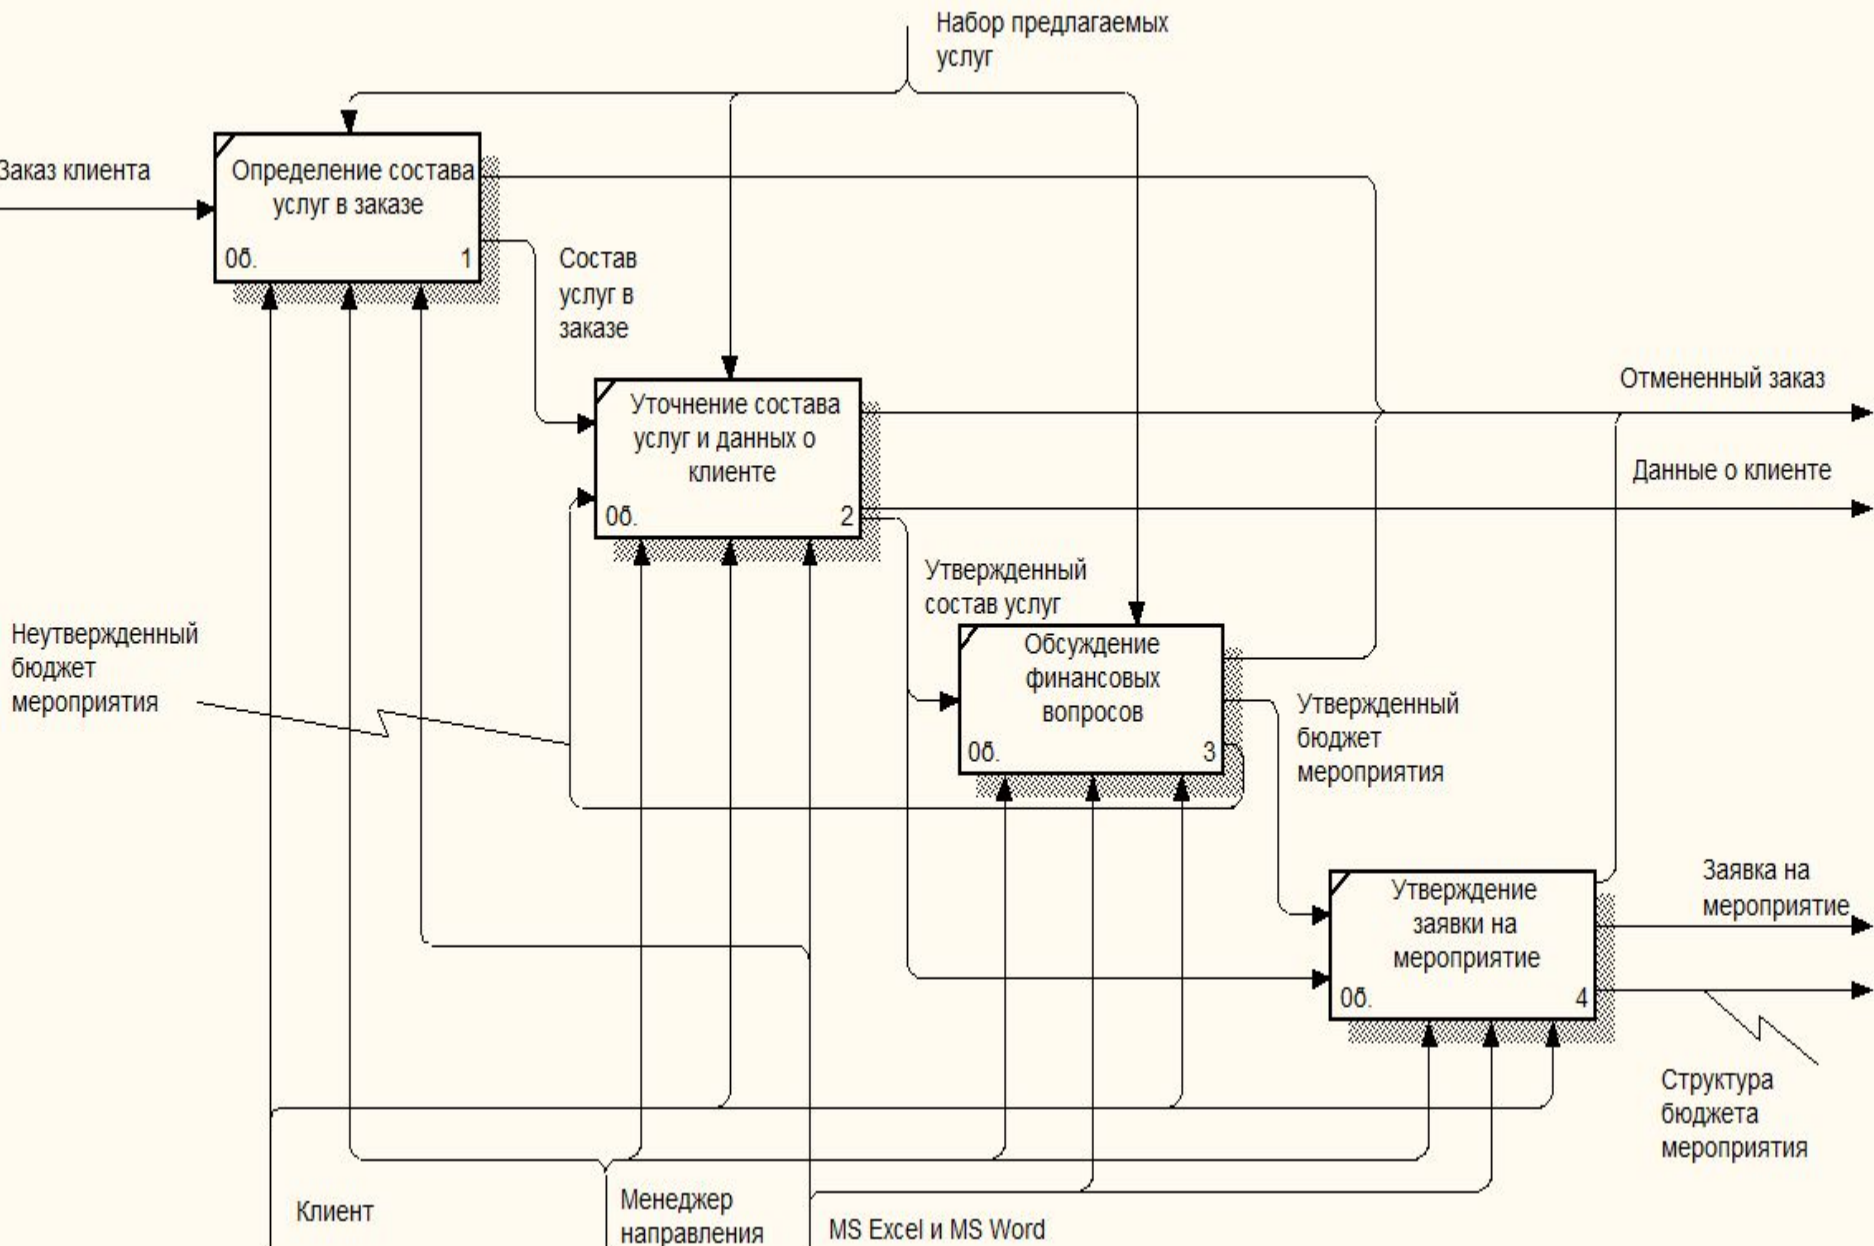 Набор предлагаемых
услуг
Заказ клиента
Определение состава
услуг в заказе
0б.
1
Состав
услуг в
заказе
Уточнение состава
услуг и данных о
клиенте
0б.
2
Отмененный заказ
Данные о клиенте
Утвержденный
состав услуг
Неутвержденный
бюджет
мероприятия
Обсуждение
финансовых
вопросов
0б.
3
Утвержденный
бюджет
мероприятия
Утверждение
заявки на
мероприятие
0б.
4
Заявка на
мероприятие
Структура
бюджета
мероприятия
Клиент
Менеджер
направления
MS Excel и MS Word